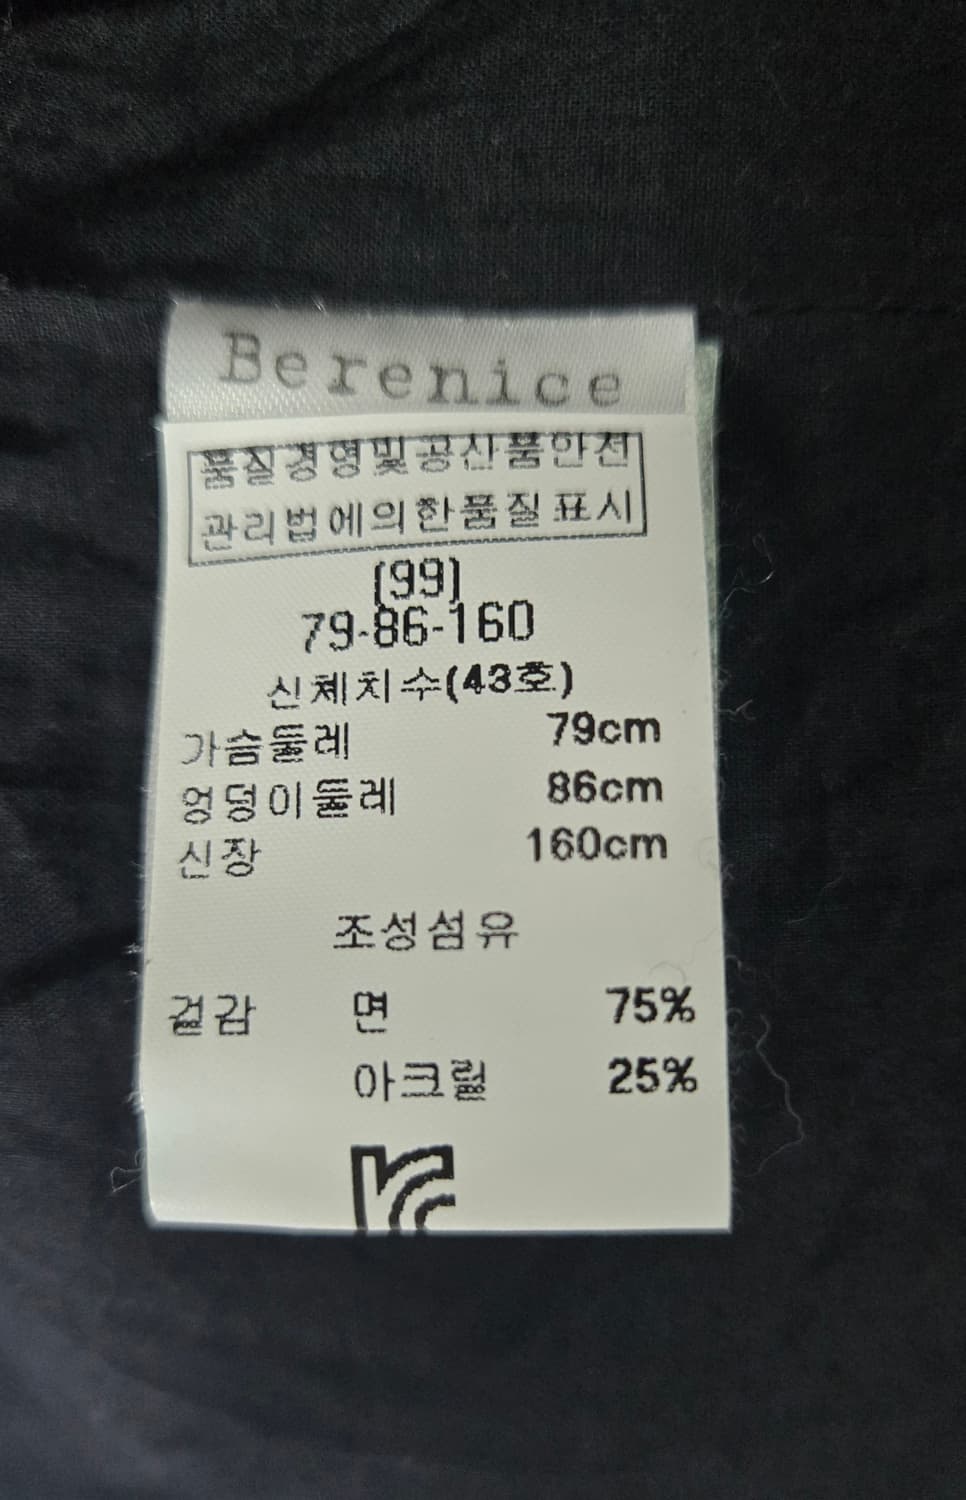 Berenice
품질경영및공산품안전
관리법에의한품질표시
(99)
79-86-160
신체치수(43호)
가슴둘레 79cm
엉덩이둘레 86cm
신장 160cm
조성섬유
겉감 면 75%
아크릴 25%